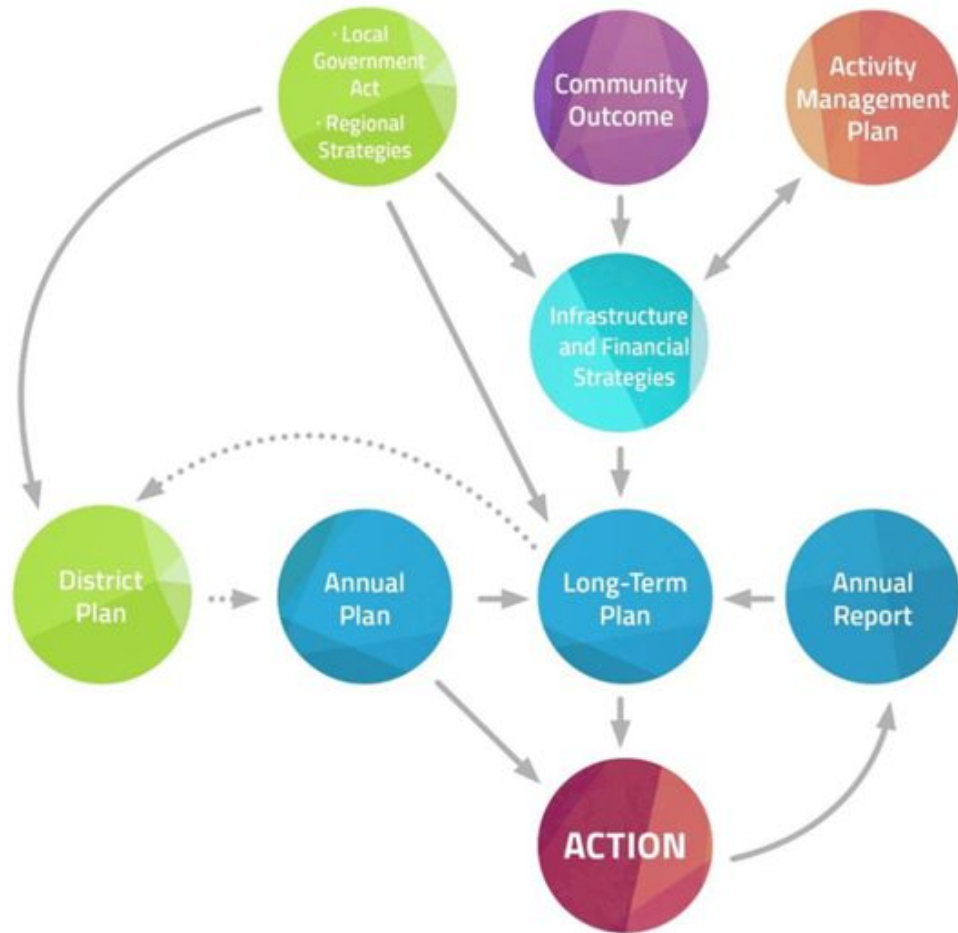 · Local
Government
Act
· Regional
Strategies
Community
Outcome
Activity
Management
Plan
Infrastructure
and Financial
Strategies
District
Plan
Annual
Plan
Long-Term
Plan
Annual
Report
ACTION